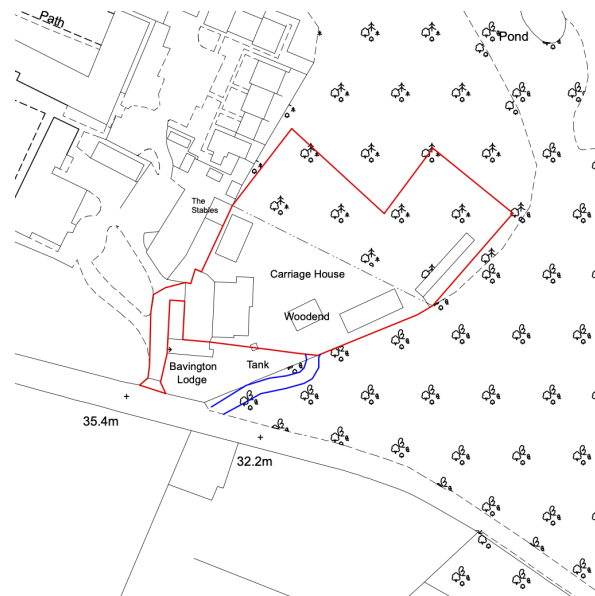 Path
Pond
The
Stables
Carriage House
Woodend
Tank
Bavington
Lodge
35.4m
32.2m